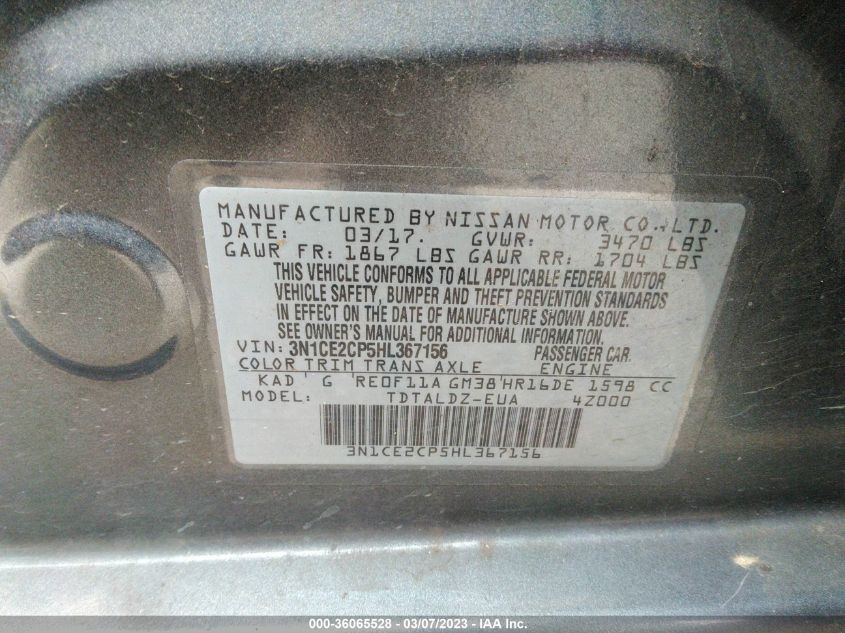 MANUFACTURED BY NISSAN MOTOR CO.,LTD.
DATE: 03/17. GVWR: 3470 LBS
GAWR FR: 1867 LBS GAWR RR: 1704 LBS
THIS VEHICLE CONFORMS TO ALL APPLICABLE FEDERAL MOTOR
VEHICLE SAFETY, BUMPER AND THEFT PREVENTION STANDARDS
IN EFFECT ON THE DATE OF MANUFACTURE SHOWN ABOVE.
SEE OWNER'S MANUAL FOR ADDITIONAL INFORMATION.
VIN: 3N1CE2CP5HL367156 PASSENGER CAR.
COLOR TRIM TRANS AXLE ENGINE
KAD' G 'RE0F11A GM38'HR16DE 1598 CC
MODEL: TDTALDZ-EUA 4Z000
3N1CE2CP5HL367156
000-36065528 - 03/07/2023 - IAA Inc.